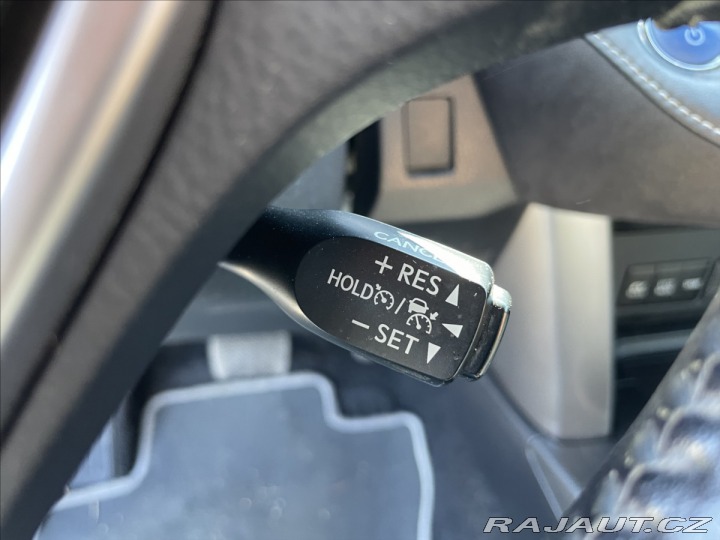 CANCEL
+ RES ▲
HOLD / ◀
− SET ▼
RAJAUT.CZ